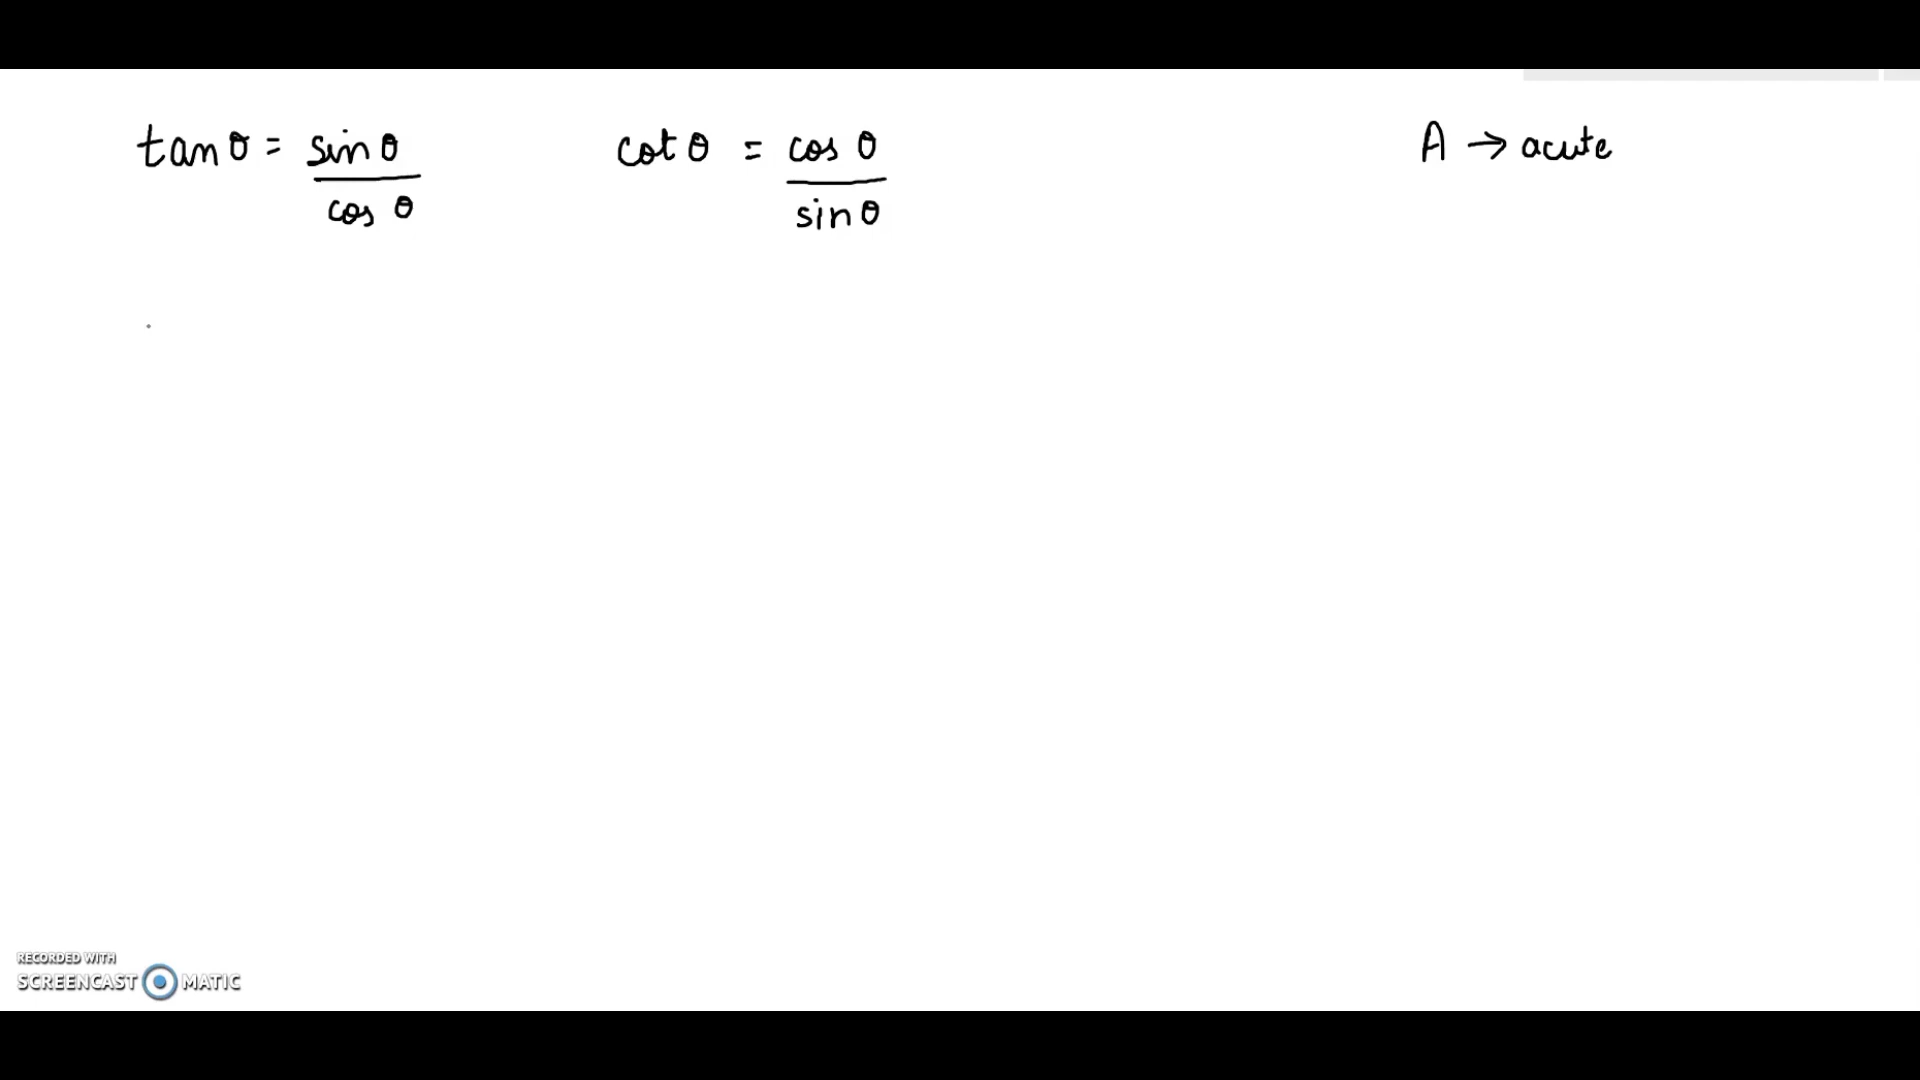 tan θ = sin θ / cos θ
cot θ = cos θ / sin θ
A → acute
RECORDED WITH
SCREENCAST MATIC